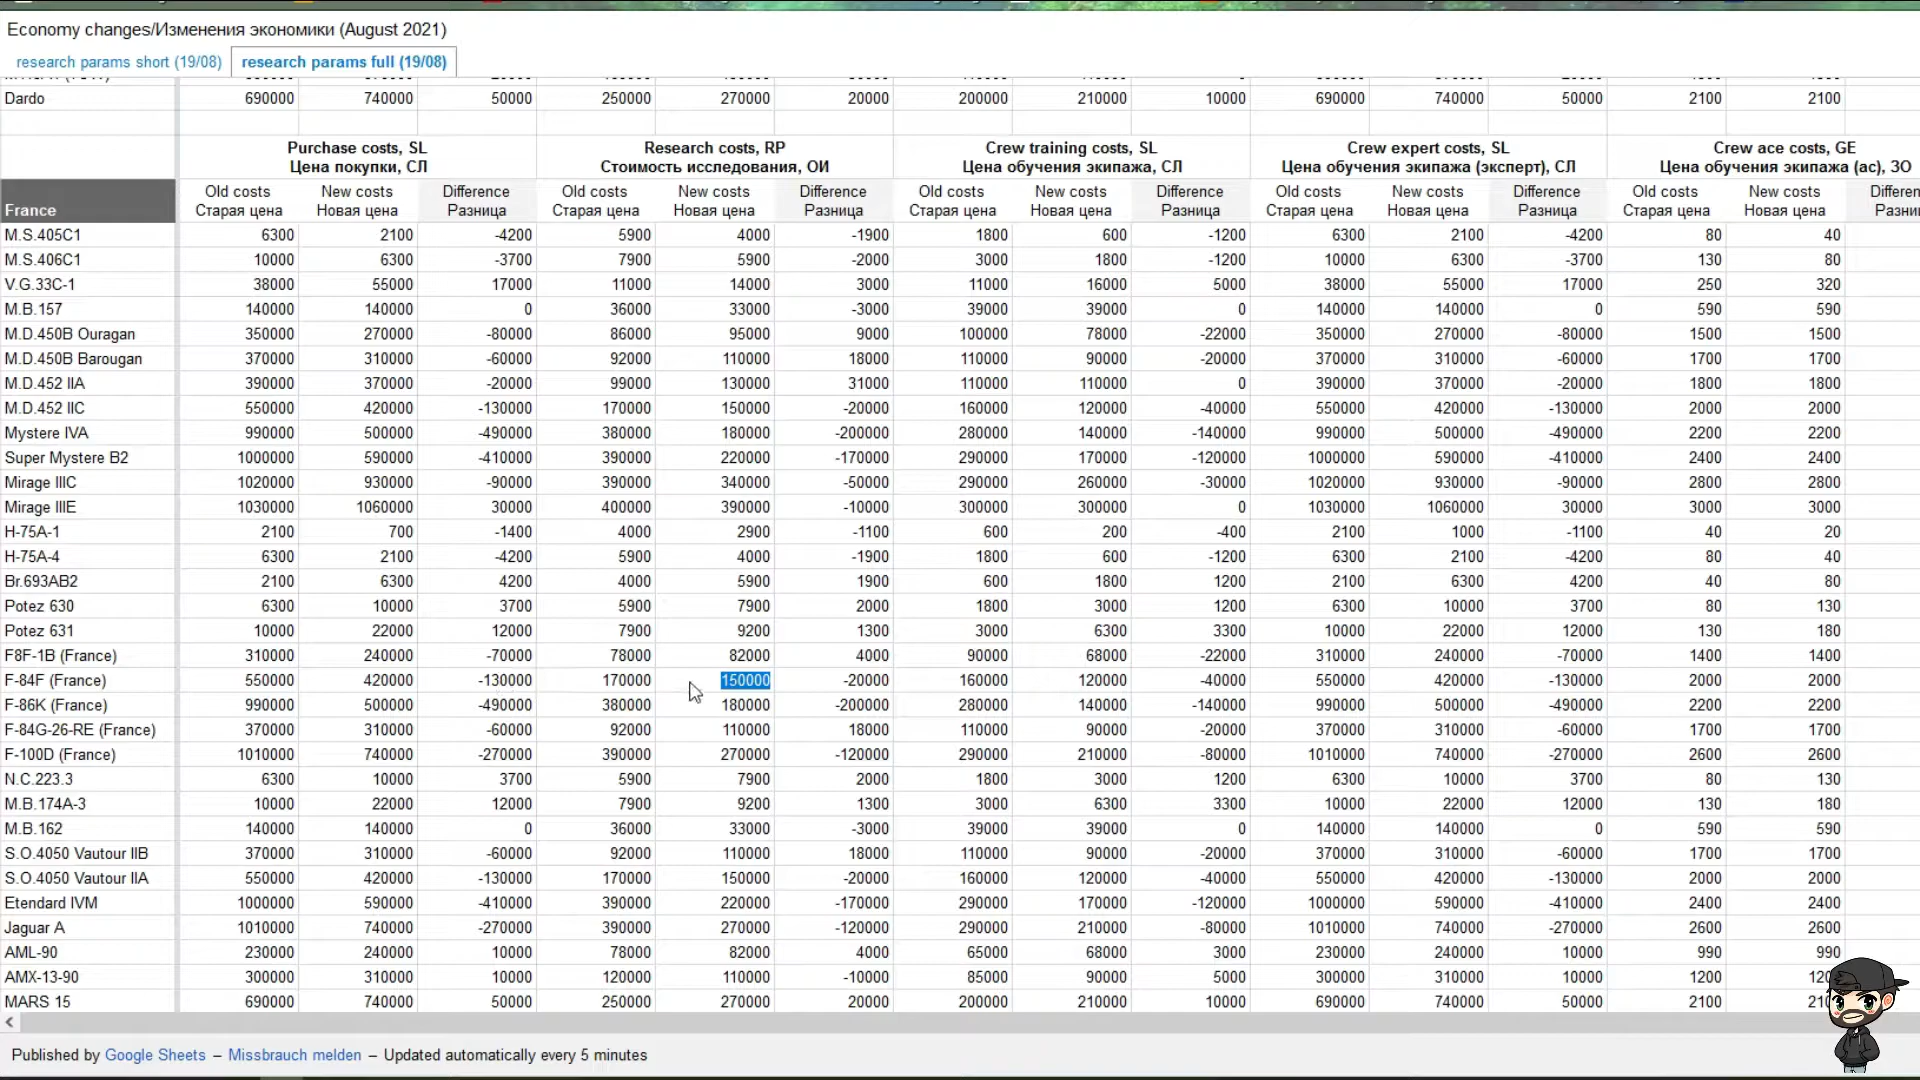 Economy changes/Изменения экономики (August 2021)
research params short (19/08) research params full (19/08)
Dardo 690000 740000 50000 250000 270000 20000 200000 210000 10000 690000 740000 50000 2100 2100
Purchase costs, SL Research costs, RP Crew training costs, SL Crew expert costs, SL Crew ace costs, GE
Цена покупки, СЛ Стоимость исследования, ОИ Цена обучения экипажа, СЛ Цена обучения экипажа (эксперт), СЛ Цена обучения экипажа (ас), ЗО
Old costs New costs Difference Old costs New costs Difference Old costs New costs Difference Old costs New costs Difference Old costs New costs Differen
France Старая цена Новая цена Разница Старая цена Новая цена Разница Старая цена Новая цена Разница Старая цена Новая цена Разница Старая цена Новая цена Разни
M.S.405C1 6300 2100 -4200 5900 4000 -1900 1800 600 -1200 6300 2100 -4200 80 40
M.S.406C1 10000 6300 -3700 7900 5900 -2000 3000 1800 -1200 10000 6300 -3700 130 80
V.G.33C-1 38000 55000 17000 11000 14000 3000 11000 16000 5000 38000 55000 17000 250 320
M.B.157 140000 140000 0 36000 33000 -3000 39000 39000 0 140000 140000 0 590 590
M.D.450B Ouragan 350000 270000 -80000 86000 95000 9000 100000 78000 -22000 350000 270000 -80000 1500 1500
M.D.450B Barougan 370000 310000 -60000 92000 110000 18000 110000 90000 -20000 370000 310000 -60000 1700 1700
M.D.452 IIA 390000 370000 -20000 99000 130000 31000 110000 110000 0 390000 370000 -20000 1800 1800
M.D.452 IIC 550000 420000 -130000 170000 150000 -20000 160000 120000 -40000 550000 420000 -130000 2000 2000
Mystere IVA 990000 500000 -490000 380000 180000 -200000 280000 140000 -140000 990000 500000 -490000 2200 2200
Super Mystere B2 1000000 590000 -410000 390000 220000 -170000 290000 170000 -120000 1000000 590000 -410000 2400 2400
Mirage IIIC 1020000 930000 -90000 390000 340000 -50000 290000 260000 -30000 1020000 930000 -90000 2800 2800
Mirage IIIE 1030000 1060000 30000 400000 390000 -10000 300000 300000 0 1030000 1060000 30000 3000 3000
H-75A-1 2100 700 -1400 4000 2900 -1100 600 200 -400 2100 1000 -1100 40 20
H-75A-4 6300 2100 -4200 5900 4000 -1900 1800 600 -1200 6300 2100 -4200 80 40
Br.693AB2 2100 6300 4200 4000 5900 1900 600 1800 1200 2100 6300 4200 40 80
Potez 630 6300 10000 3700 5900 7900 2000 1800 3000 1200 6300 10000 3700 80 130
Potez 631 10000 22000 12000 7900 9200 1300 3000 6300 3300 10000 22000 12000 130 180
F8F-1B (France) 310000 240000 -70000 78000 82000 4000 90000 68000 -22000 310000 240000 -70000 1400 1400
F-84F (France) 550000 420000 -130000 170000 150000 -20000 160000 120000 -40000 550000 420000 -130000 2000 2000
F-86K (France) 990000 500000 -490000 380000 180000 -200000 280000 140000 -140000 990000 500000 -490000 2200 2200
F-84G-26-RE (France) 370000 310000 -60000 92000 110000 18000 110000 90000 -20000 370000 310000 -60000 1700 1700
F-100D (France) 1010000 740000 -270000 390000 270000 -120000 290000 210000 -80000 1010000 740000 -270000 2600 2600
N.C.223.3 6300 10000 3700 5900 7900 2000 1800 3000 1200 6300 10000 3700 80 130
M.B.174A-3 10000 22000 12000 7900 9200 1300 3000 6300 3300 10000 22000 12000 130 180
M.B.162 140000 140000 0 36000 33000 -3000 39000 39000 0 140000 140000 0 590 590
S.O.4050 Vautour IIB 370000 310000 -60000 92000 110000 18000 110000 90000 -20000 370000 310000 -60000 1700 1700
S.O.4050 Vautour IIA 550000 420000 -130000 170000 150000 -20000 160000 120000 -40000 550000 420000 -130000 2000 2000
Etendard IVM 1000000 590000 -410000 390000 220000 -170000 290000 170000 -120000 1000000 590000 -410000 2400 2400
Jaguar A 1010000 740000 -270000 390000 270000 -120000 290000 210000 -80000 1010000 740000 -270000 2600 2600
AML-90 230000 240000 10000 78000 82000 4000 65000 68000 3000 230000 240000 10000 990 990
AMX-13-90 300000 310000 10000 120000 110000 -10000 85000 90000 5000 300000 310000 10000 1200 120
MARS 15 690000 740000 50000 250000 270000 20000 200000 210000 10000 690000 740000 50000 2100 210
Published by Google Sheets – Missbrauch melden – Updated automatically every 5 minutes